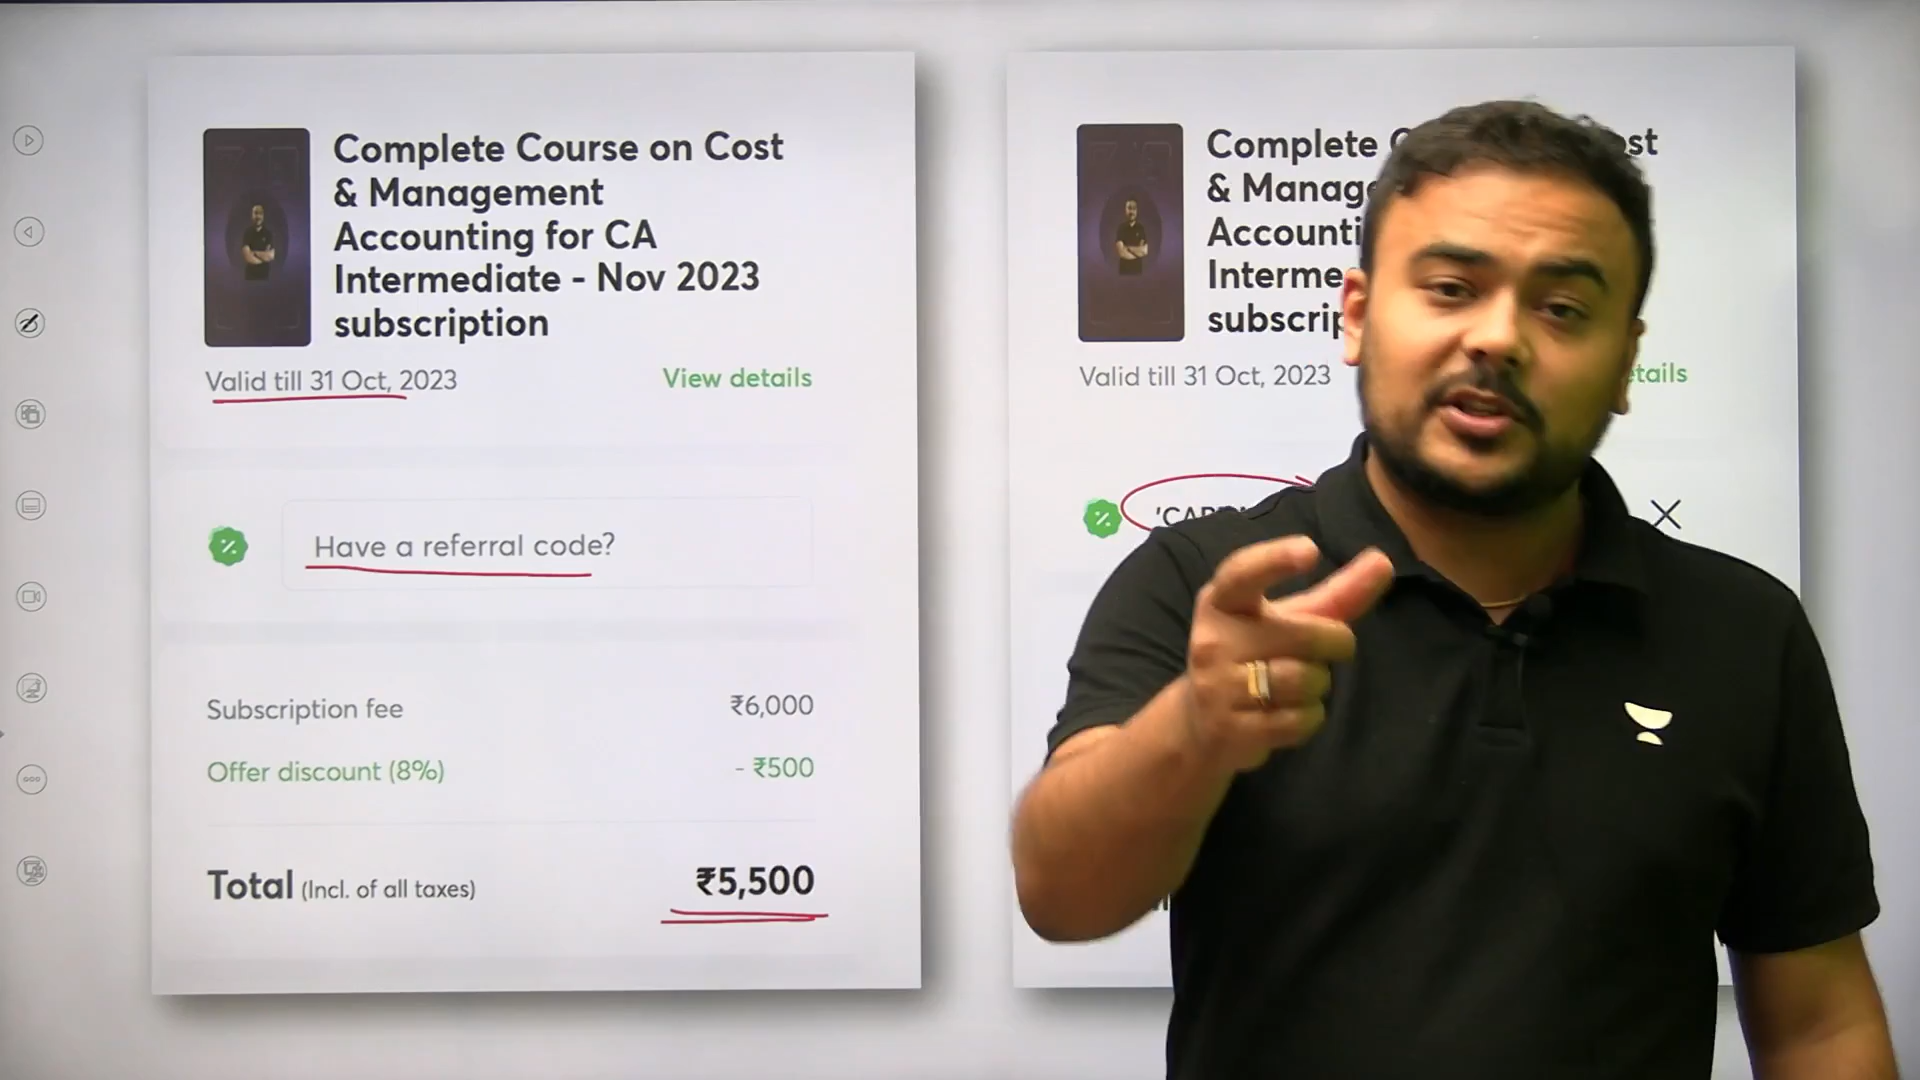 Complete Course on Cost
& Management
Accounting for CA
Intermediate - Nov 2023
subscription
Valid till 31 Oct, 2023
View details
Have a referral code?
Subscription fee
₹6,000
Offer discount (8%)
- ₹500
Total (Incl. of all taxes)
₹5,500
Complete
& Manag
Accounti
Interme
subscrip
Valid till 31 Oct, 2023
etails